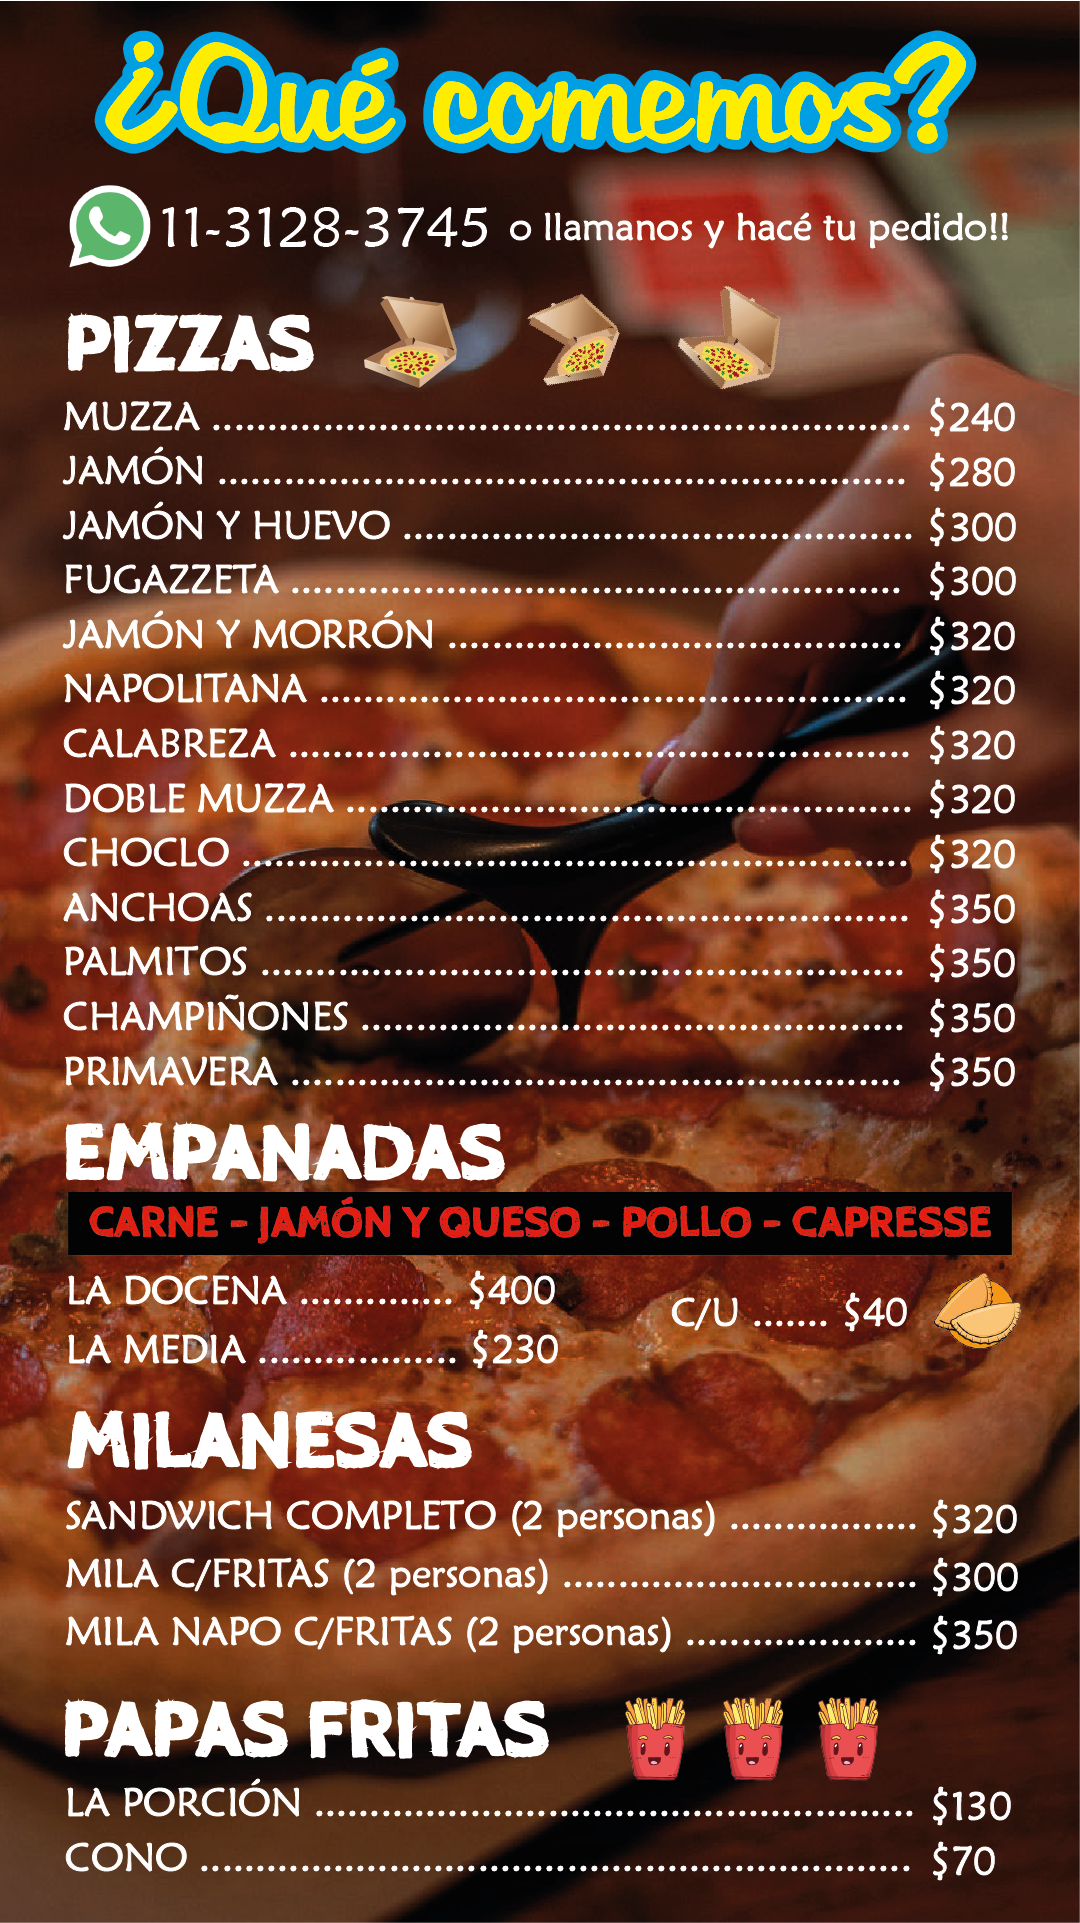 ¿Qué comemos?
11-3128-3745 o llamanos y hacé tu pedido!!
PIZZAS
MUZZA ................................................................ $240
JAMÓN ............................................................... $280
JAMÓN Y HUEVO ............................................... $300
FUGAZZETA ........................................................ $300
JAMÓN Y MORRÓN .......................................... $320
NAPOLITANA ...................................................... $320
CALABREZA ......................................................... $320
DOBLE MUZZA .................................................... $320
CHOCLO ............................................................. $320
ANCHOAS ........................................................... $350
PALMITOS ........................................................... $350
CHAMPIÑONES .................................................. $350
PRIMAVERA ........................................................ $350
EMPANADAS
CARNE - JAMÓN Y QUESO - POLLO - CAPRESSE
LA DOCENA .............. $400
LA MEDIA .................. $230
C/U ....... $40
MILANESAS
SANDWICH COMPLETO (2 personas) ................. $320
MILA C/FRITAS (2 personas) ................................ $300
MILA NAPO C/FRITAS (2 personas) ..................... $350
PAPAS FRITAS
LA PORCIÓN ....................................................... $130
CONO ................................................................. $70